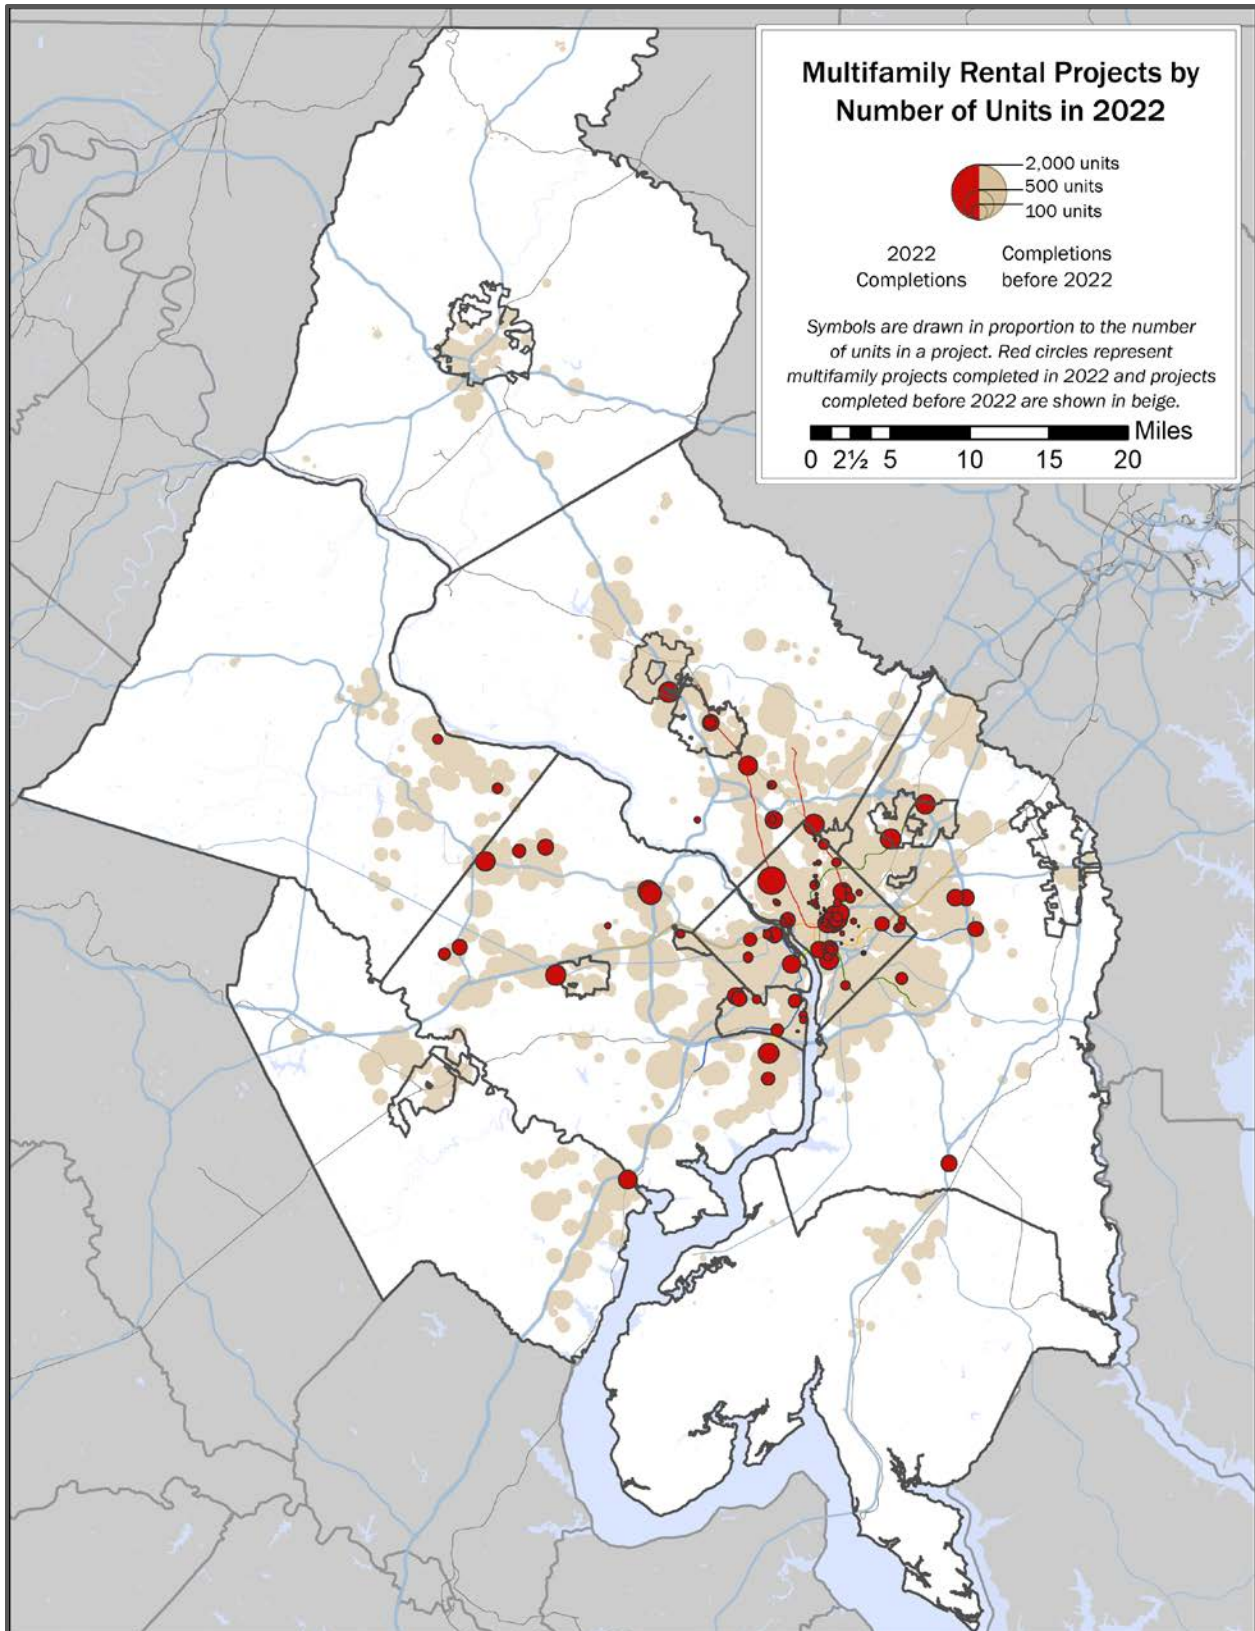 Multifamily Rental Projects by
Number of Units in 2022
2,000 units
500 units
100 units
2022
Completions
Completions
before 2022
Symbols are drawn in proportion to the number
of units in a project. Red circles represent
multifamily projects completed in 2022 and projects
completed before 2022 are shown in beige.
Miles
0 2½ 5 10 15 20